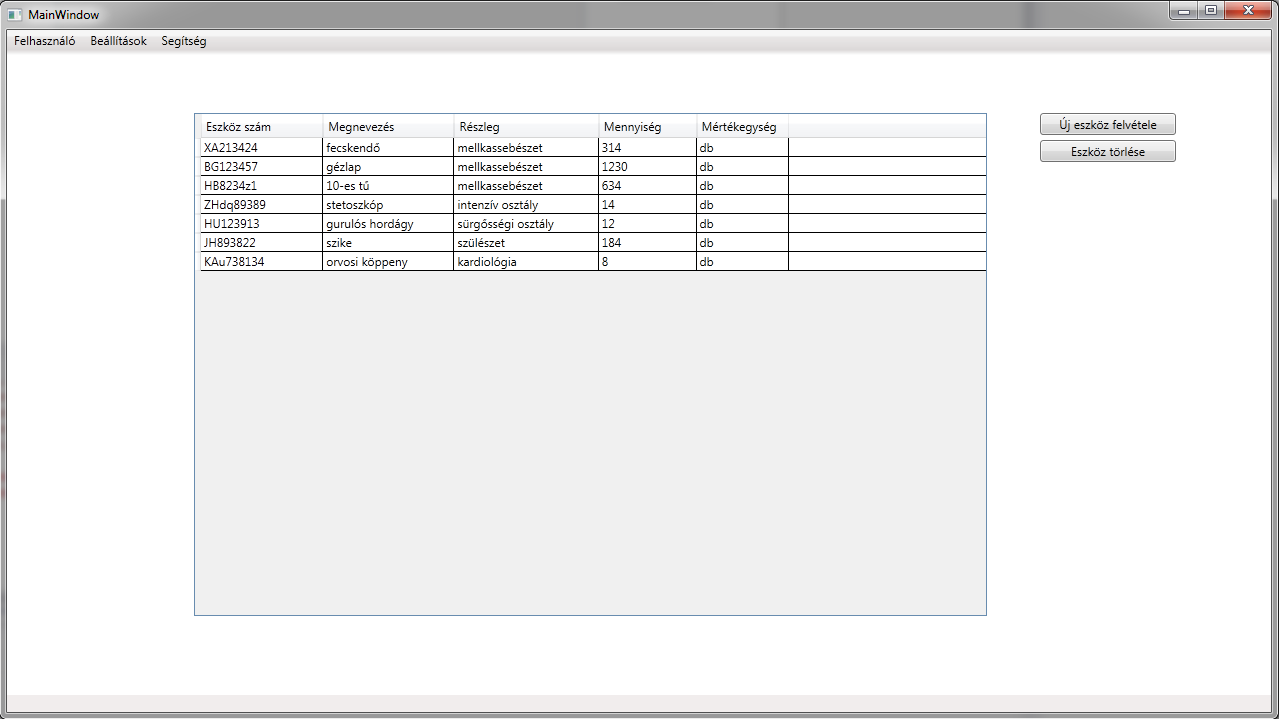 MainWindow
Felhasználó Beállítások Segítség
Eszköz szám Megnevezés Részleg Mennyiség Mértékegység
XA213424 fecskendő mellkassebészet 314 db
BG123457 gézlap mellkassebészet 1230 db
HB8234z1 10-es tű mellkassebészet 634 db
ZHdq89389 stetoszkóp intenzív osztály 14 db
HU123913 gurulós hordágy sürgősségi osztály 12 db
JH893822 szike szülészet 184 db
KAu738134 orvosi köppeny kardiológia 8 db
Új eszköz felvétele
Eszköz törlése